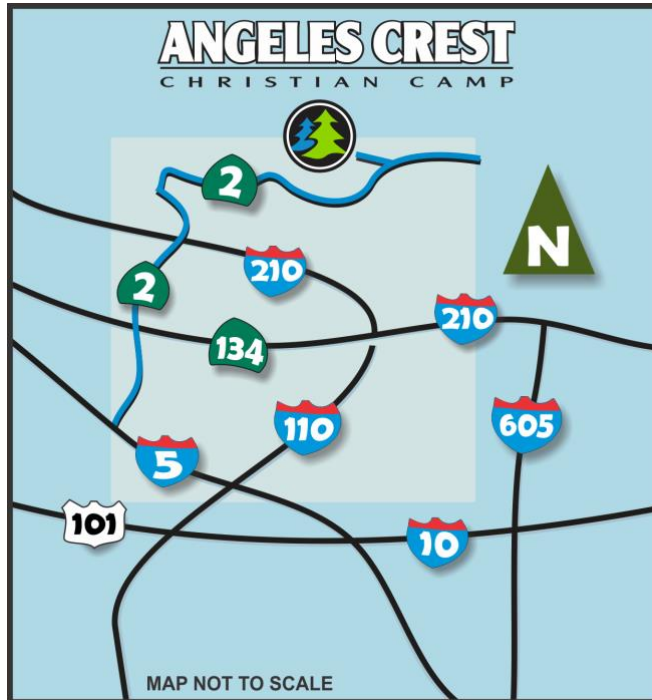 ANGELES CREST
CHRISTIAN CAMP
2
N
210
2
210
134
110
605
5
101
10
MAP NOT TO SCALE